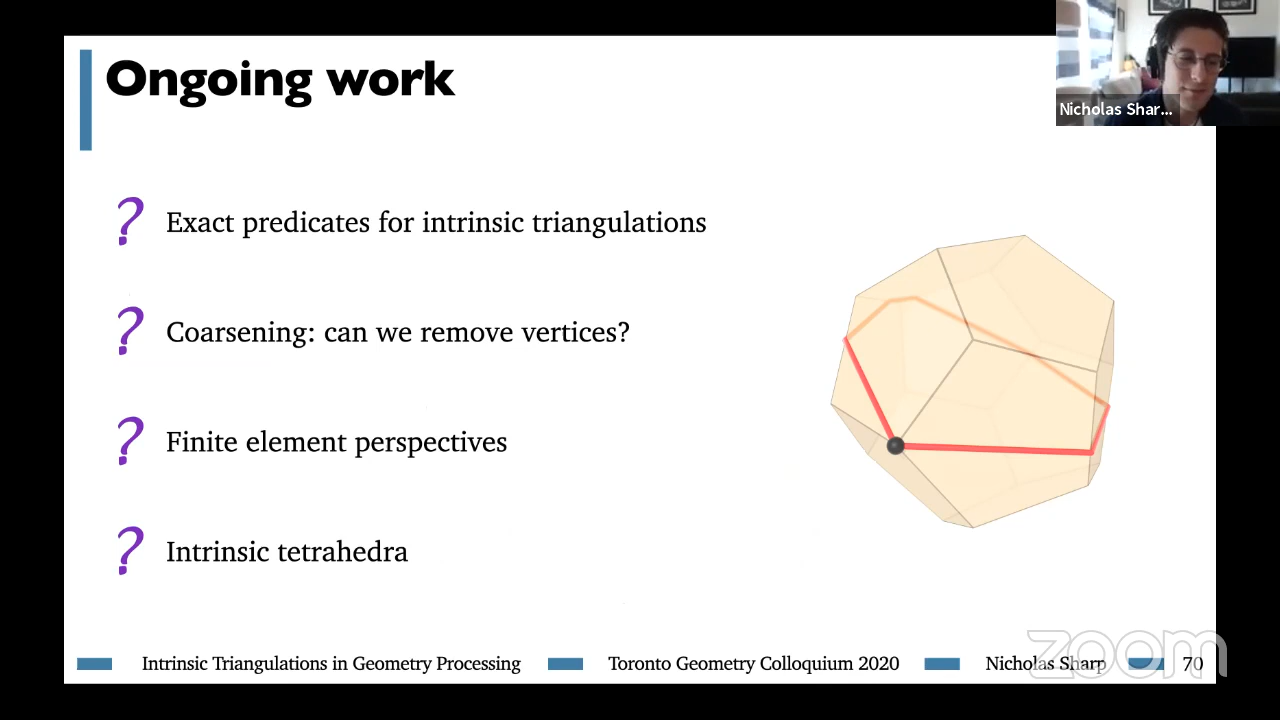 Ongoing work
Nicholas Shar...
? Exact predicates for intrinsic triangulations
? Coarsening: can we remove vertices?
? Finite element perspectives
? Intrinsic tetrahedra
Intrinsic Triangulations in Geometry Processing Toronto Geometry Colloquium 2020 Nicholas Sharp 70
zoom